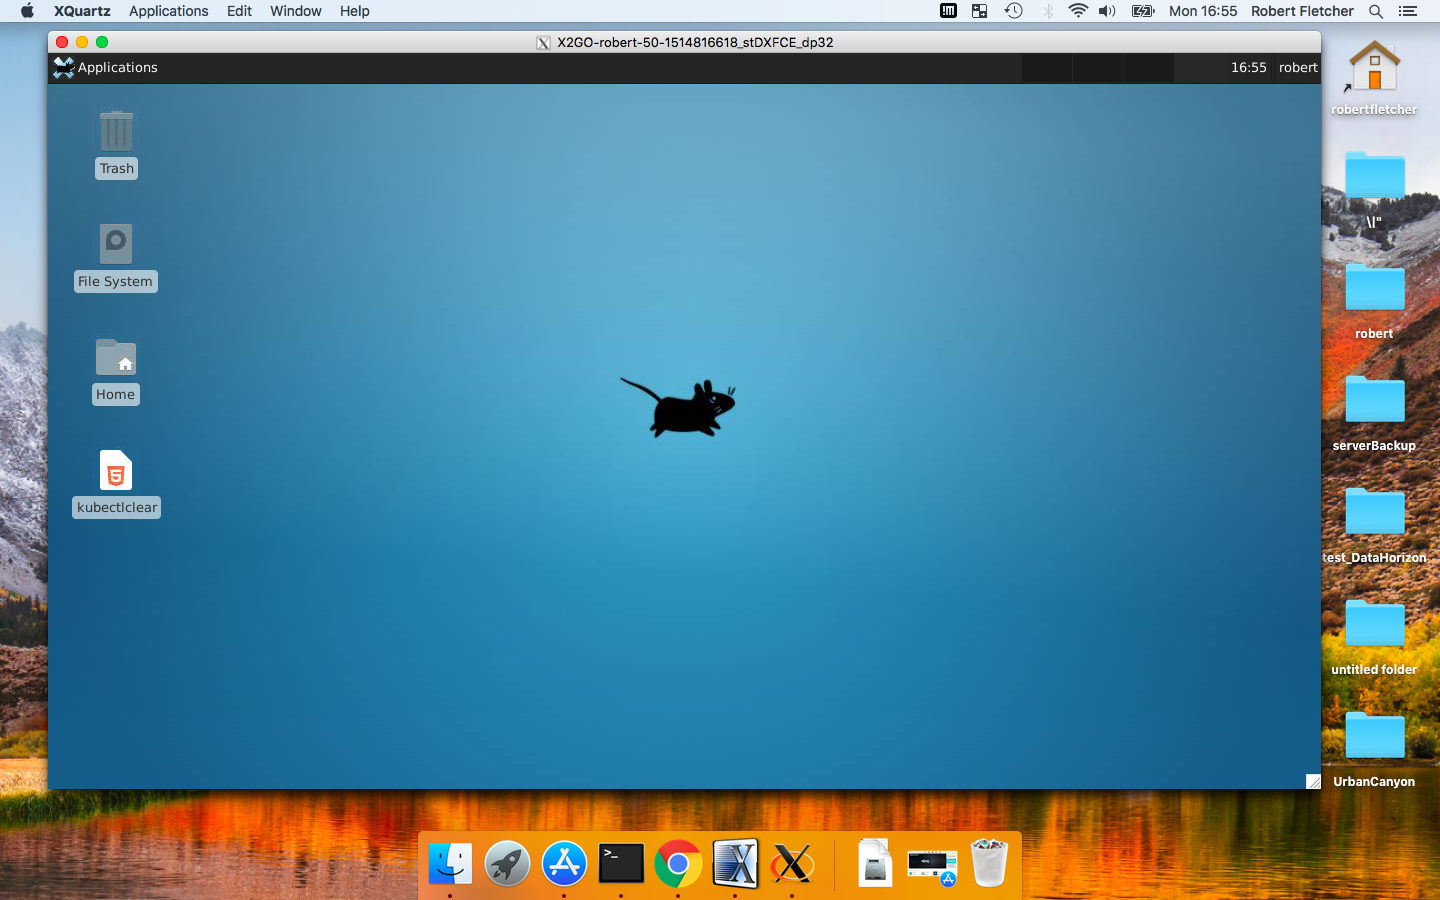 XQuartz Applications Edit Window Help Mon 16:55 Robert Fletcher
X2GO-robert-50-1514816618_stDXFCE_dp32
Applications 16:55 robert
Trash
File System
Home
kubectlclear
robertfletcher
\|"
robert
serverBackup
test_DataHorizon
untitled folder
UrbanCanyon